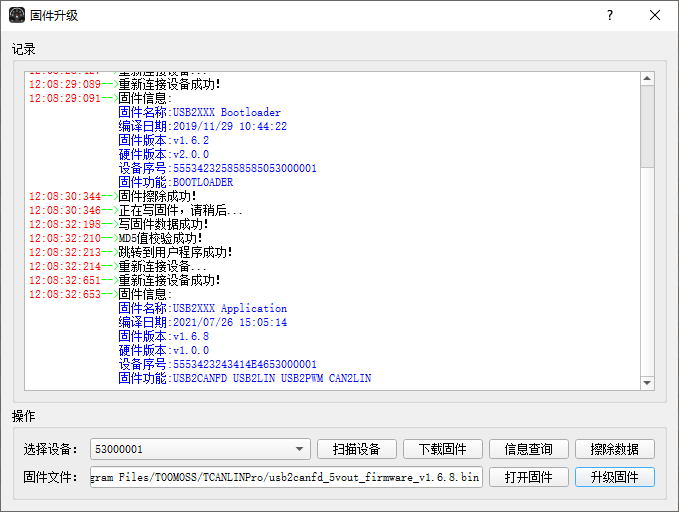 固件升级
记录
重新连接设备...
12:08:29:089-->重新连接设备成功!
12:08:29:091-->固件信息:
固件名称:USB2XXX Bootloader
编译日期:2019/11/29 10:44:22
固件版本:v1.6.2
硬件版本:v2.0.0
设备序号:555342325858585053000001
固件功能:BOOTLOADER
12:08:30:344-->固件擦除成功!
12:08:30:346-->正在写固件，请稍后...
12:08:32:198-->写固件数据成功!
12:08:32:210-->MD5值校验成功!
12:08:32:213-->跳转到用户程序成功!
12:08:32:214-->重新连接设备...
12:08:32:651-->重新连接设备成功!
12:08:32:653-->固件信息:
固件名称:USB2XXX Application
编译日期:2021/07/26 15:05:14
固件版本:v1.6.8
硬件版本:v1.0.0
设备序号:5553423243414E4653000001
固件功能:USB2CANFD USB2LIN USB2PWM CAN2LIN
操作
选择设备: 53000001 扫描设备 下载固件 信息查询 擦除数据
固件文件: gram Files/TOOMOSS/TCANLINPro/usb2canfd_5vout_firmware_v1.6.8.bin 打开固件 升级固件